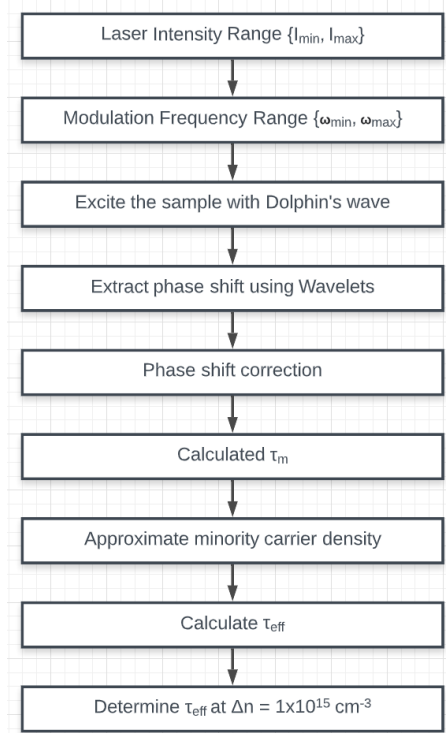 Laser Intensity Range {Imin, Imax}
Modulation Frequency Range {ωmin, ωmax}
Excite the sample with Dolphin's wave
Extract phase shift using Wavelets
Phase shift correction
Calculated τm
Approximate minority carrier density
Calculate τeff
Determine τeff at Δn = 1x10¹⁵ cm⁻³